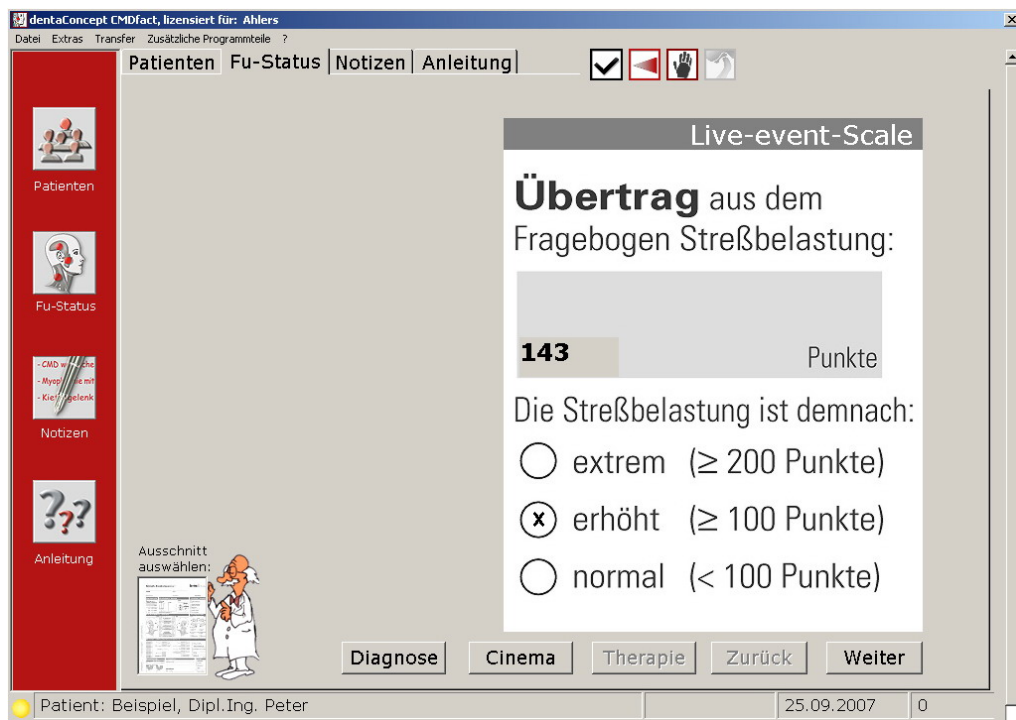 dentaConcept CMDfact, lizensiert für: Ahlers
Datei Extras Transfer Zusätzliche Programmteile ?
Patienten Fu-Status Notizen Anleitung
Patienten
Fu-Status
- CMD
- Kie
Notizen
Anleitung
Live-event-Scale
Übertrag aus dem
Fragebogen Streßbelastung:
143 Punkte
Die Streßbelastung ist demnach:
extrem (≥ 200 Punkte)
x erhöht (≥ 100 Punkte)
normal (< 100 Punkte)
Ausschnitt
auswählen:
Diagnose Cinema Therapie Zurück Weiter
Patient: Beispiel, Dipl.Ing. Peter 25.09.2007 0